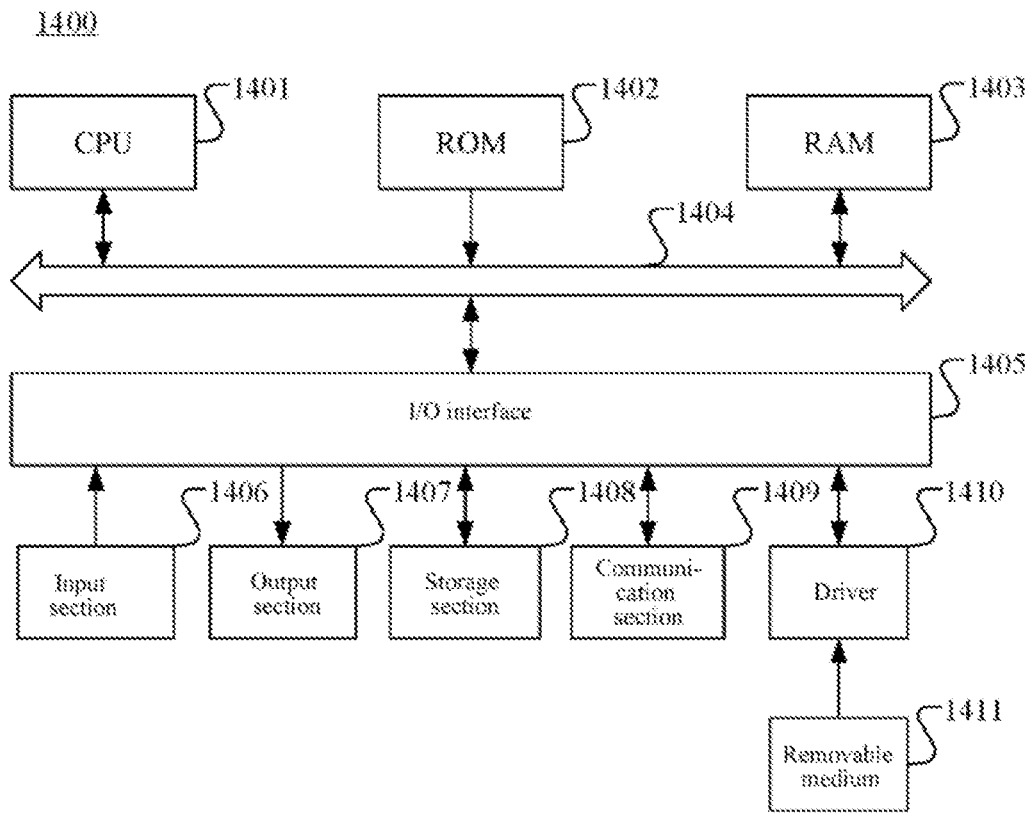 1400
1401
1402
1403
CPU
ROM
RAM
1404
1405
I/O interface
1406
1407
1408
1409
1410
Input
section
Output
section
Storage
section
Communi-
cation
section
Driver
1411
Removable
medium